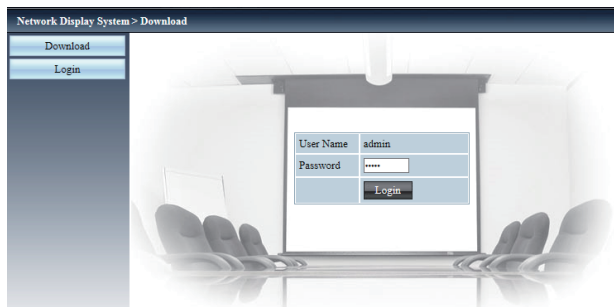 Network Display System > Download
Download
Login
User Name admin
Password •••••
Login